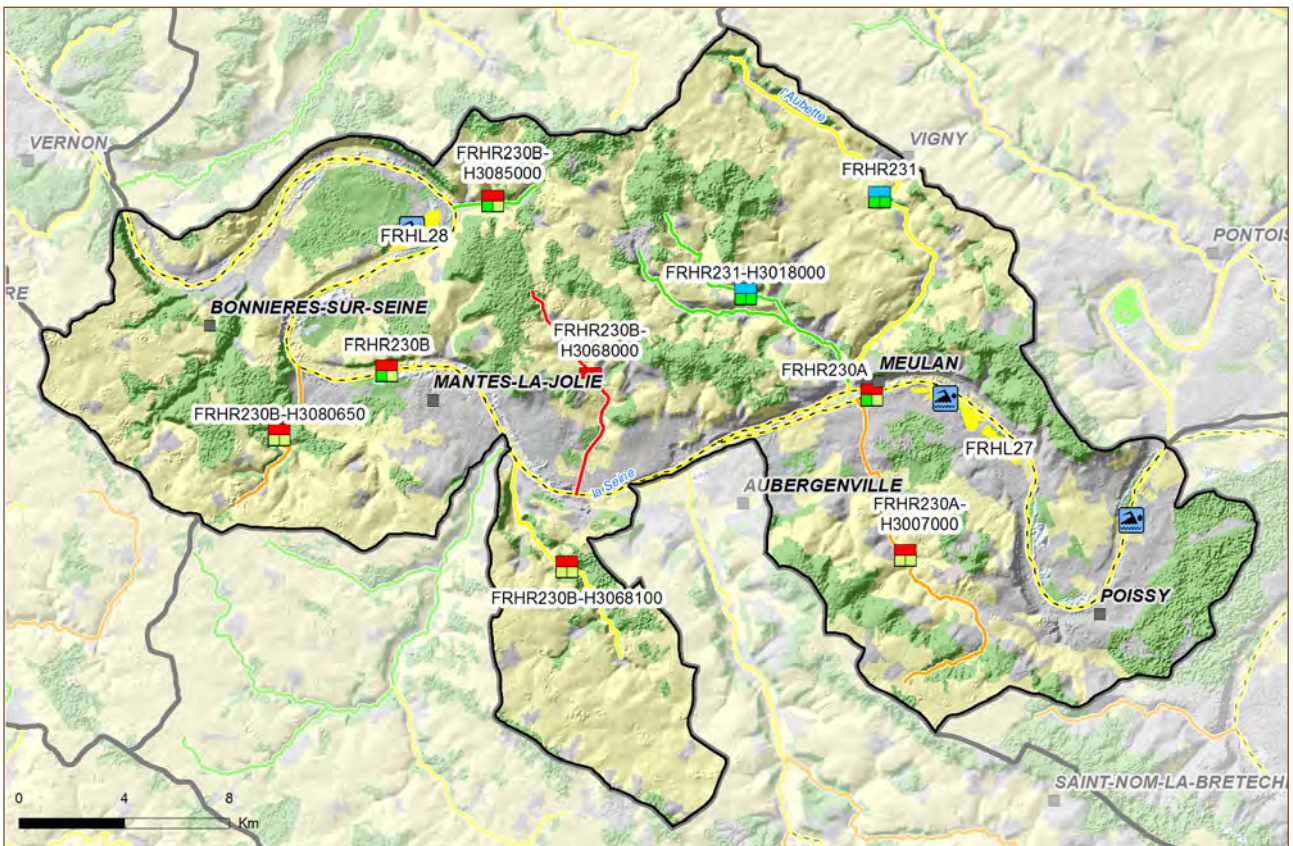 l'Aubette
VERNON
VIGNY
FRHR230B-
H3085000
FRHR231
FRHL28
PONTOIS
FRHR231-H3018000
RE
BONNIERES-SUR-SEINE
FRHR230B-
H3068000
FRHR230B
FRHR230A
MEULAN
MANTES-LA-JOLIE
FRHR230B-H3080650
FRHL27
la Seine
AUBERGENVILLE
FRHR230A-
H3007000
FRHR230B-H3068100
POISSY
SAINT-NOM-LA-BRETECHE
0 4 8
Km